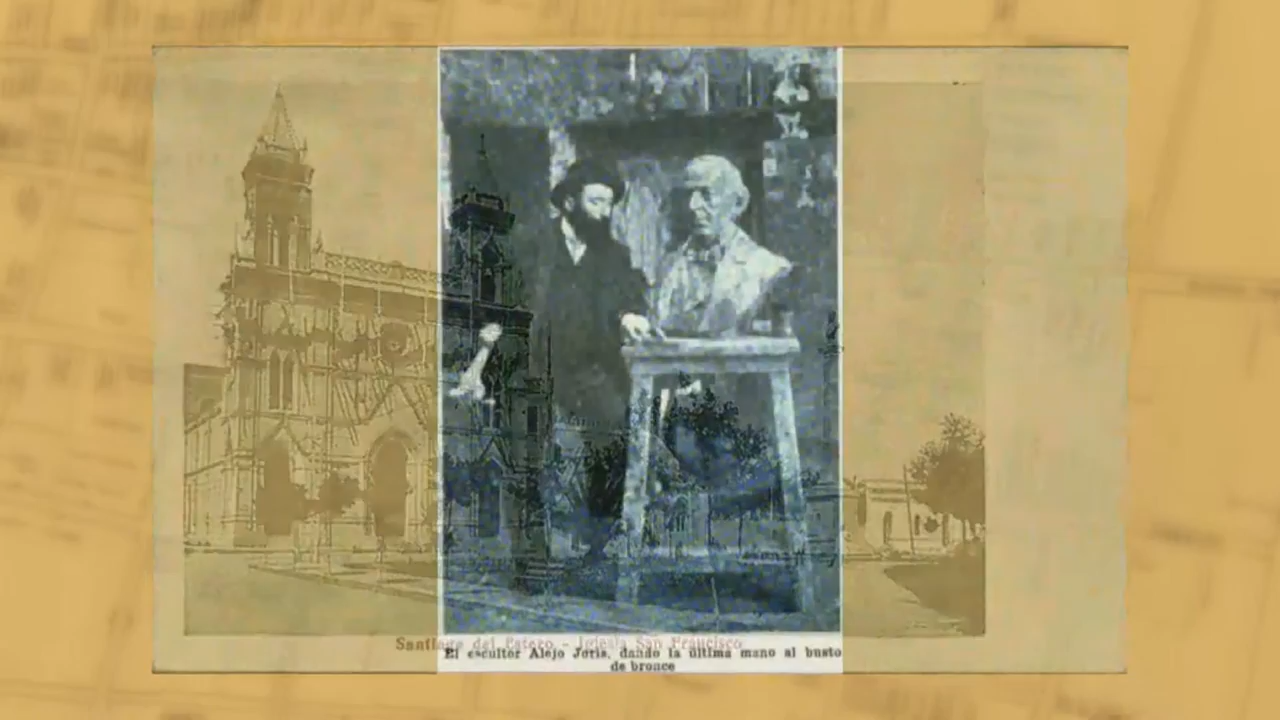 Santiago del Estero - Iglesia San Francisco
El escultor Alejo Joris, dando la última mano al busto
de bronce